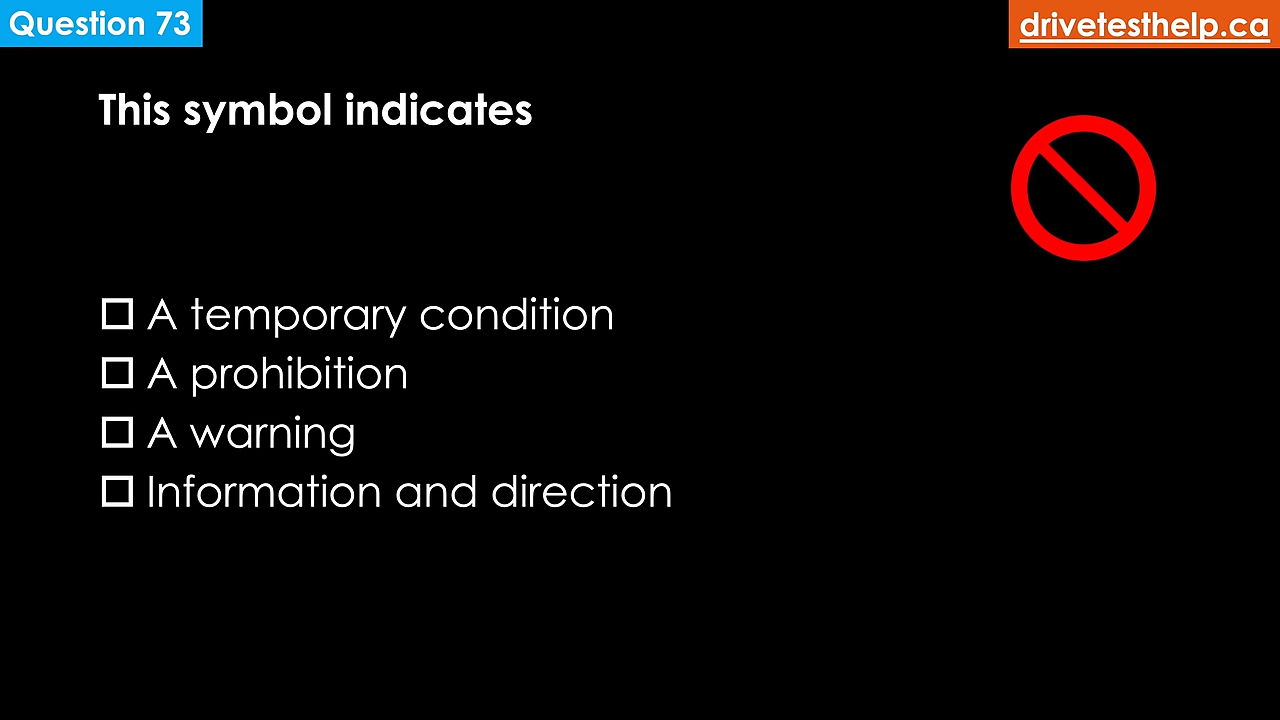 Question 73
drivetesthelp.ca
This symbol indicates
A temporary condition
A prohibition
A warning
Information and direction